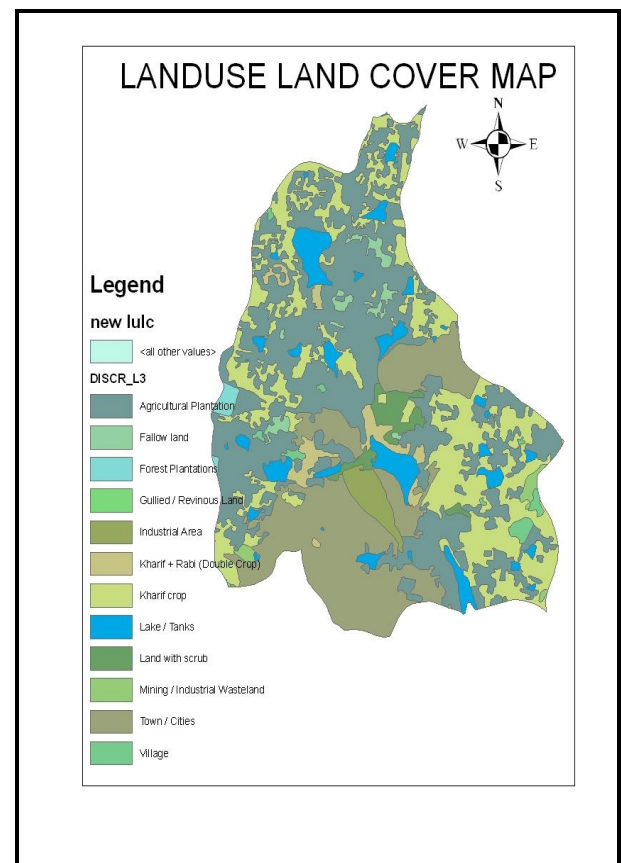 LANDUSE LAND COVER MAP
N
W
E
S
Legend
new lulc
<all other values>
DISCR_L3
Agricultural Plantation
Fallow land
Forest Plantations
Gullied / Revinous Land
Industrial Area
Kharif + Rabi (Double Crop)
Kharif crop
Lake / Tanks
Land with scrub
Mining / Industrial Wasteland
Town / Cities
Village